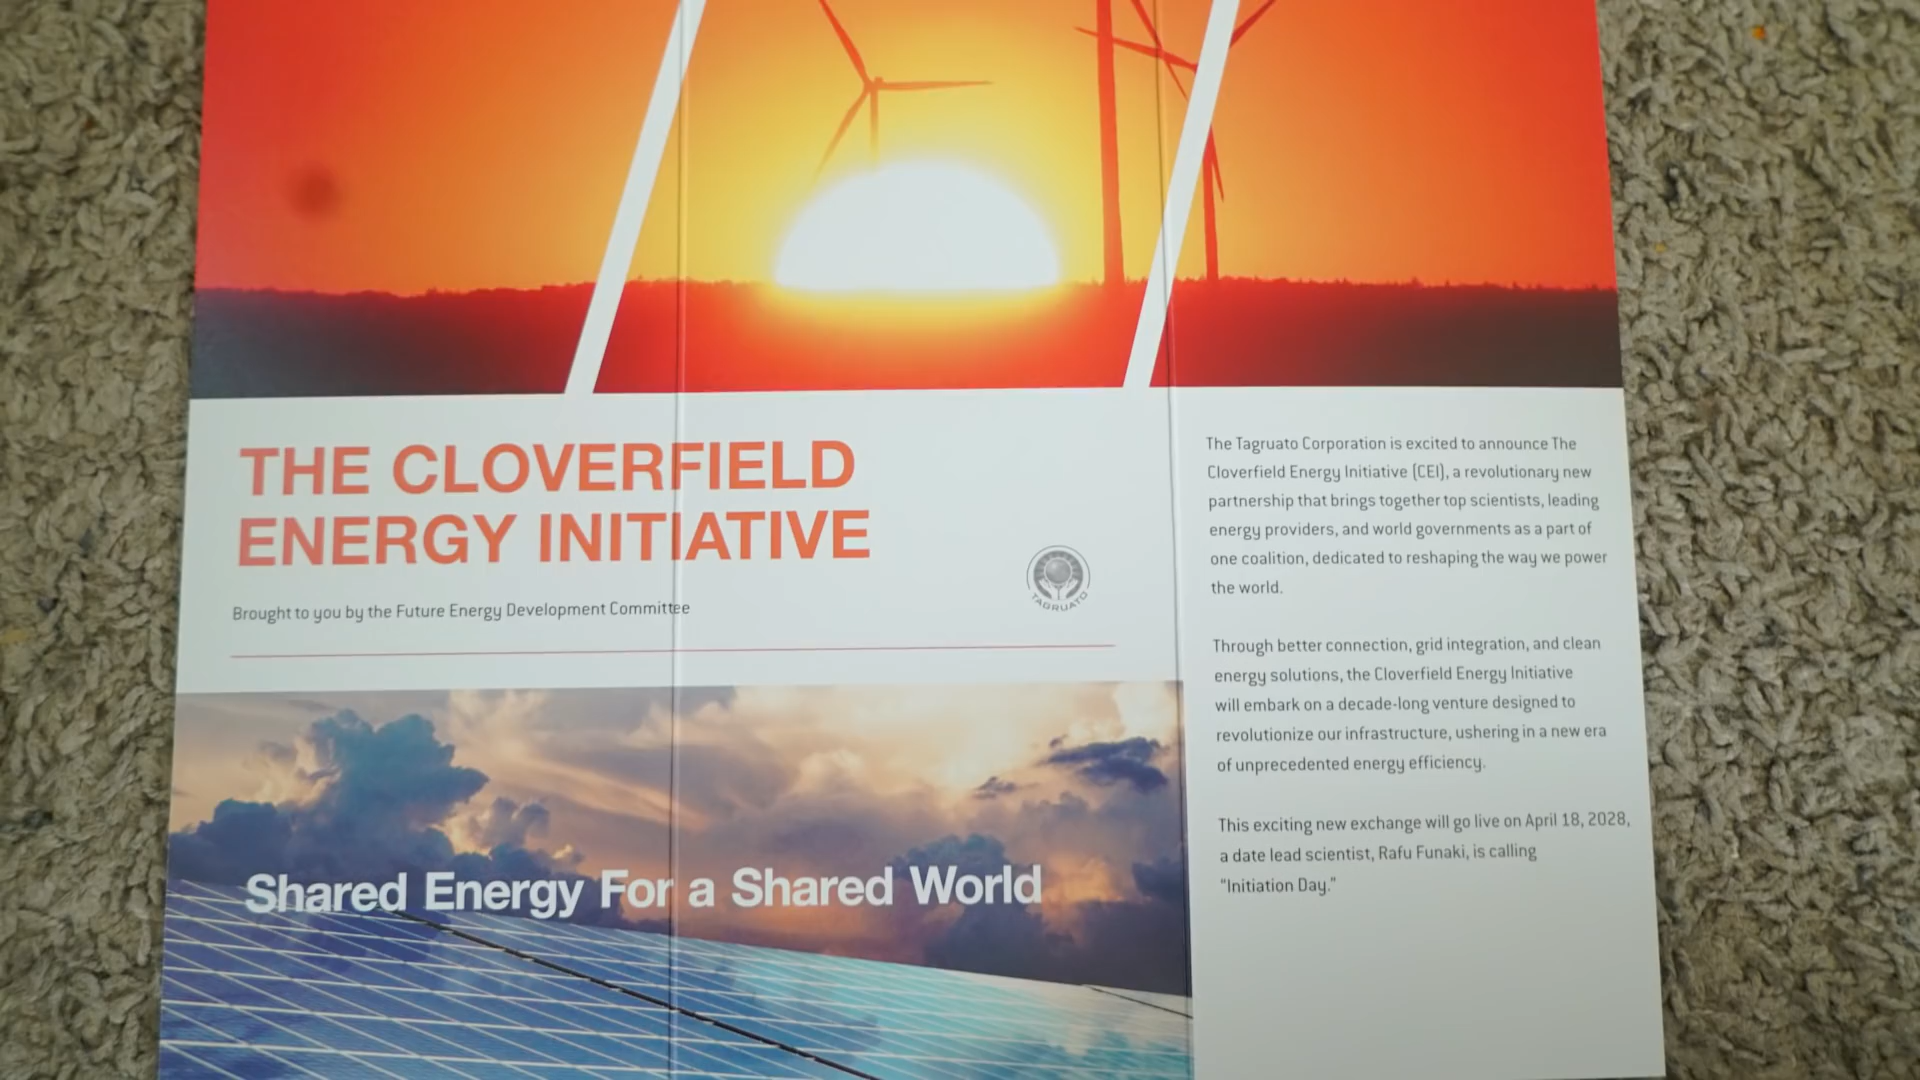 THE CLOVERFIELD
ENERGY INITIATIVE
Brought to you by the Future Energy Development Committee
TAGRUATO
Shared Energy For a Shared World
The Tagruato Corporation is excited to announce The
Cloverfield Energy Initiative (CEI), a revolutionary new
partnership that brings together top scientists, leading
energy providers, and world governments as a part of
one coalition, dedicated to reshaping the way we power
the world.
Through better connection, grid integration, and clean
energy solutions, the Cloverfield Energy Initiative
will embark on a decade-long venture designed to
revolutionize our infrastructure, ushering in a new era
of unprecedented energy efficiency.
This exciting new exchange will go live on April 18, 2028,
a date lead scientist, Rafu Funaki, is calling
“Initiation Day.”